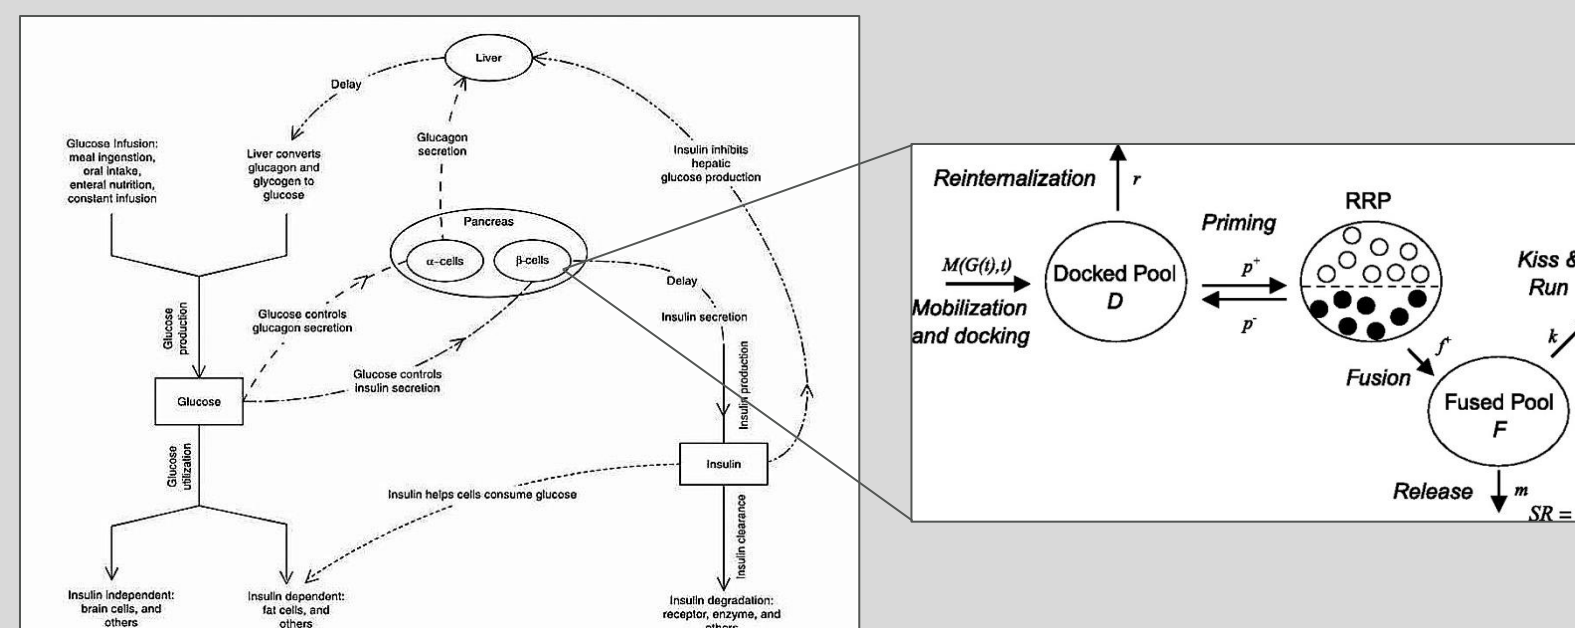 Liver
Delay
Glucagon
secretion
Glucose Infusion:
meal ingenstion,
oral intake,
enteral nutrition,
constant infusion
Liver converts
glucagon and
glycogen to
glucose
Insulin inhibits
hepatic
glucose production
Pancreas
α-cells
β-cells
Delay
Insulin secretion
Glucose controls
glucagon secretion
Glucose
production
Glucose controls
insulin secretion
Insulin production
Glucose
Glucose
utilization
Insulin
Insulin helps cells consume glucose
Insulin clearance
Insulin independent:
brain cells, and
others
Insulin dependent:
fat cells, and
others
Insulin degradation:
receptor, enzyme, and
others
Reinternalization
r
RRP
Priming
M(G(t),t)
Mobilization
and docking
Docked Pool
D
p+
p-
Kiss &
Run
k
f+
Fusion
Fused Pool
F
Release
m
SR =